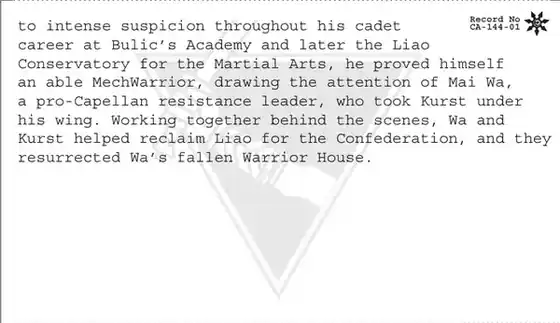 to intense suspicion throughout his cadet
career at Bulic’s Academy and later the Liao
Conservatory for the Martial Arts, he proved himself
an able MechWarrior, drawing the attention of Mai Wa,
a pro-Capellan resistance leader, who took Kurst under
his wing. Working together behind the scenes, Wa and
Kurst helped reclaim Liao for the Confederation, and they
resurrected Wa’s fallen Warrior House.
Record No
CA-144-01